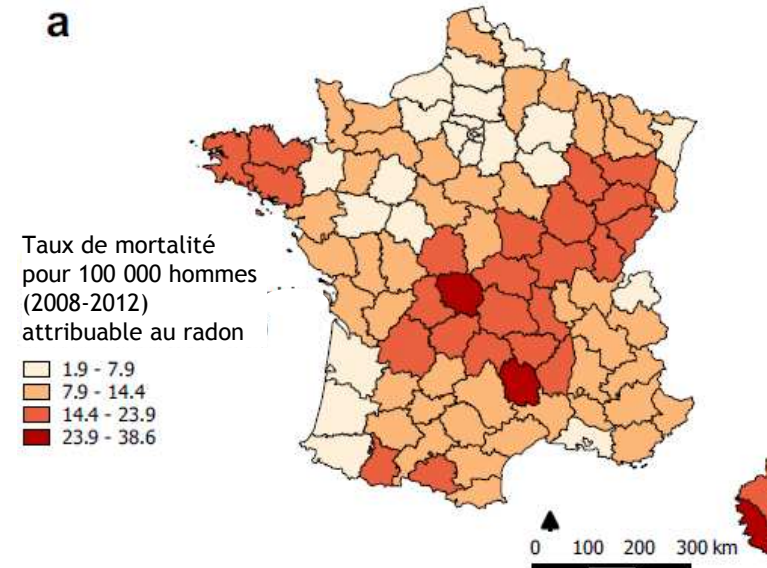 a
Taux de mortalité
pour 100 000 hommes
(2008-2012)
attribuable au radon
1.9 - 7.9
7.9 - 14.4
14.4 - 23.9
23.9 - 38.6
0 100 200 300 km